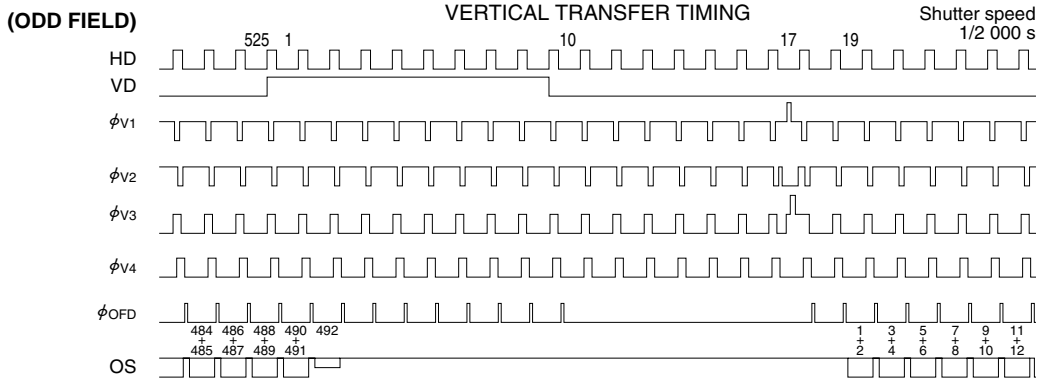 (ODD FIELD)
VERTICAL TRANSFER TIMING
Shutter speed
1/2 000 s
525 1 10 17 19
HD
VD
ϕV1
ϕV2
ϕV3
ϕV4
ϕOFD
484 486 488 490 492 1 3 5 7 9 11
+ + + + + + + + + +
485 487 489 491 2 4 6 8 10 12
OS